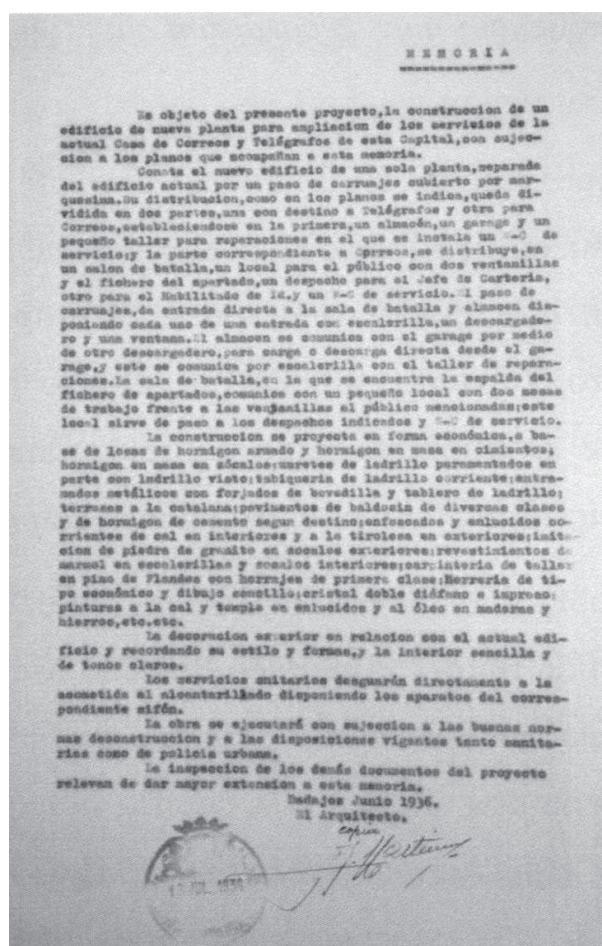 MEMORIA
Es objeto del presente proyecto,la construccion de un
edificio de nueva planta para ampliacion de los servicios de la
actual Casa de Correos y Telégrafos de esta Capital,con sujec-
cion a los planos que acompañan a esta memoria.
Consta el nuevo edificio de una sola planta,separada
del edificio actual por un paso de carruajes cubierto por mar-
quesina.Su distribucion,como en los planos se indica,queda di-
vidida en dos partes,una con destino a Telégrafos y otra para
Correos,estableciendose en la primera,un almacén,un garage y un
pequeño taller para reparaciones en el que se instala un W-C de
servicio;y la parte correspondiente a Correos,se distribuye,en
un salon de batalla,un local para el público con dos ventanillas
y el fichero del apartado,un despacho para el Jefe de Carteria,
otro para el Habilitado de Id.y un W-C de servicio.El paso de
carruajes,da entrada directa a la sala de batalla y almacen dis-
poniendo cada uno de una entrada con escalerilla,un descargade-
ro y una ventana.El almacen se comunica con el garage por medio
de otro descargadero,para carga o descarga directa desde el ga-
rage,y este se comunica por escalerilla con el taller de repara-
ciones.La sala de batalla,en la que se encuentra la espalda del
fichero de apartados,comunica con un pequeño local con dos mesas
de trabajo frente a las ventanillas al público mencionadas;este
local sirve de paso a los despachos indicados y W-C de servicio.
La construccion se proyecta en forma económica,a ba-
se de losas de hormigon armado y hormigon en masa en cimientos;
hormigon en masa en zócalos;muretes de ladrillo paramentados en
parte con ladrillo visto;tabiqueria de ladrillo corriente;entra-
mados metálicos con forjados de bovedilla y tablero de ladrillo;
terrazas a la catalana;pavimentos de baldosin de diversas clases
y de hormigon de cemento segun destino;enfoscados y enlucidos co-
rrientes de cal en interiores y a la tirolesa en exteriores;imita-
cion de piedra de granito en zocalos exteriores;revestimientos de
marmol en escalerillas y zocalos interiores;carpinteria de taller
en pino de Flandes con herrajes de primera clase;Herreria de ti-
po económico y dibujo sencillo;cristal doble diáfano e impreso;
pinturas a la cal y temple en enlucidos y al óleo en maderas y
hierros,etc.etc.
La decoracion exterior en relacion con el actual edi-
ficio y recordando su estilo y formas,y la interior sencilla y
de tonos claros.
Los servicios snitarios desguarán directamente a la
acometida al alcantarillado disponiendo los aparatos del corres-
pondiente sifón.
La obra se ejecutará con sujeccion a las buenas nor-
mas deconstruccion y a las disposiciones vigantes tanto sanita-
rias como de policia urbana.
La inspeccion de los demás documentos del proyecto
relevan de dar mayor extension a esta memoria.
Badajoz Junio 1936.
El Arquitecto.
copia
JUL. 1936